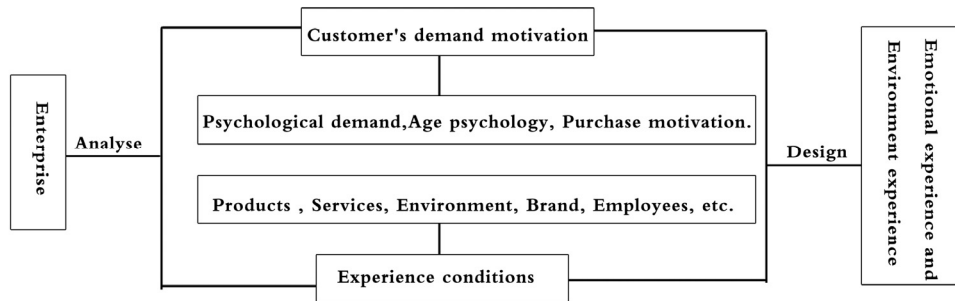 Customer's demand motivation
Psychological demand,Age psychology, Purchase motivation.
Enterprise
Analyse
Design
Emotional experience and
Environment experience
Products , Services, Environment, Brand, Employees, etc.
Experience conditions